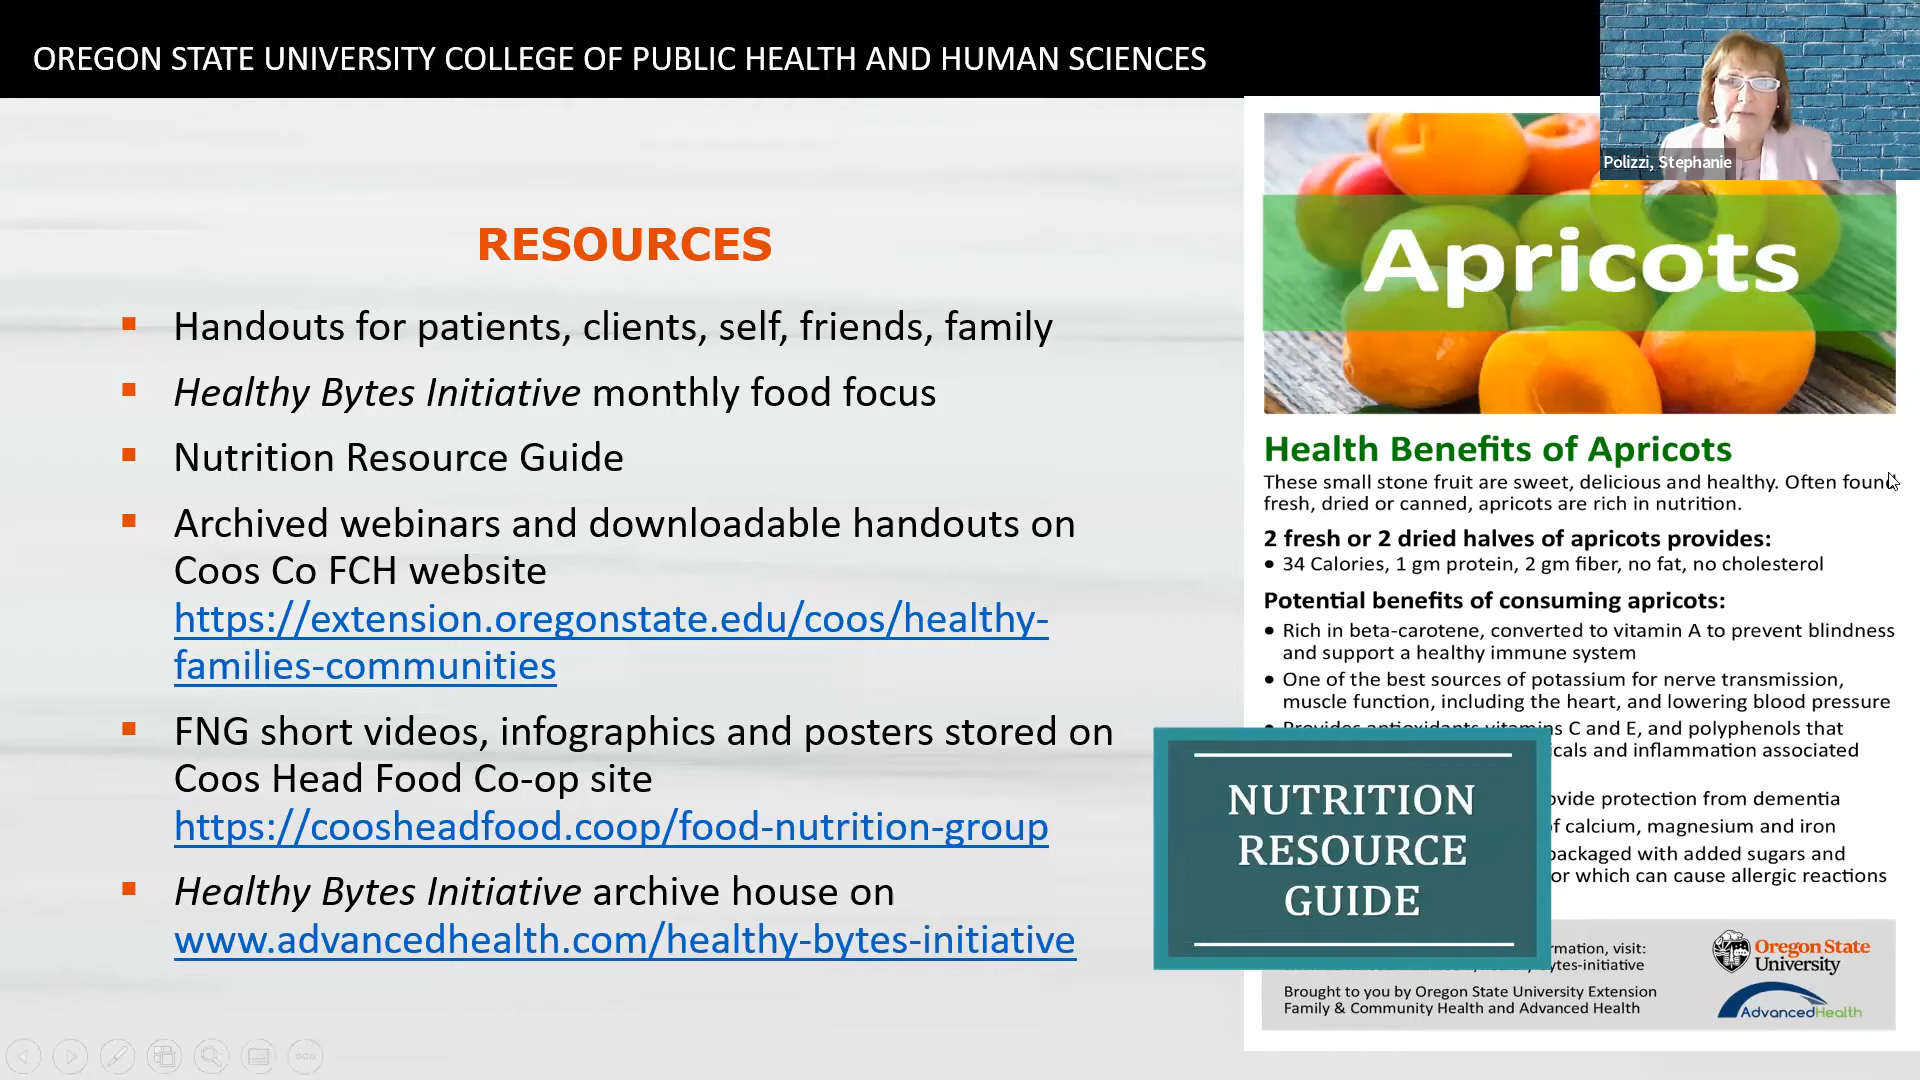 OREGON STATE UNIVERSITY COLLEGE OF PUBLIC HEALTH AND HUMAN SCIENCES
Polizzi, Stephanie
RESOURCES
Handouts for patients, clients, self, friends, family
Healthy Bytes Initiative monthly food focus
Nutrition Resource Guide
Archived webinars and downloadable handouts on
Coos Co FCH website
https://extension.oregonstate.edu/coos/healthy-
families-communities
FNG short videos, infographics and posters stored on
Coos Head Food Co-op site
https://coosheadfood.coop/food-nutrition-group
Healthy Bytes Initiative archive house on
www.advancedhealth.com/healthy-bytes-initiative
Apricots
Health Benefits of Apricots
These small stone fruit are sweet, delicious and healthy. Often found
fresh, dried or canned, apricots are rich in nutrition.
2 fresh or 2 dried halves of apricots provides:
• 34 Calories, 1 gm protein, 2 gm fiber, no fat, no cholesterol
Potential benefits of consuming apricots:
• Rich in beta-carotene, converted to vitamin A to prevent blindness
and support a healthy immune system
• One of the best sources of potassium for nerve transmission,
muscle function, including the heart, and lowering blood pressure
• Provides antioxidants vitamins C and E, and polyphenols that
and inflammation associated
protection from dementia
calcium, magnesium and iron
packaged with added sugars and
or which can cause allergic reactions
NUTRITION
RESOURCE
GUIDE
visit:
Brought to you by Oregon State University Extension
Family & Community Health and Advanced Health
Oregon State
University
AdvancedHealth